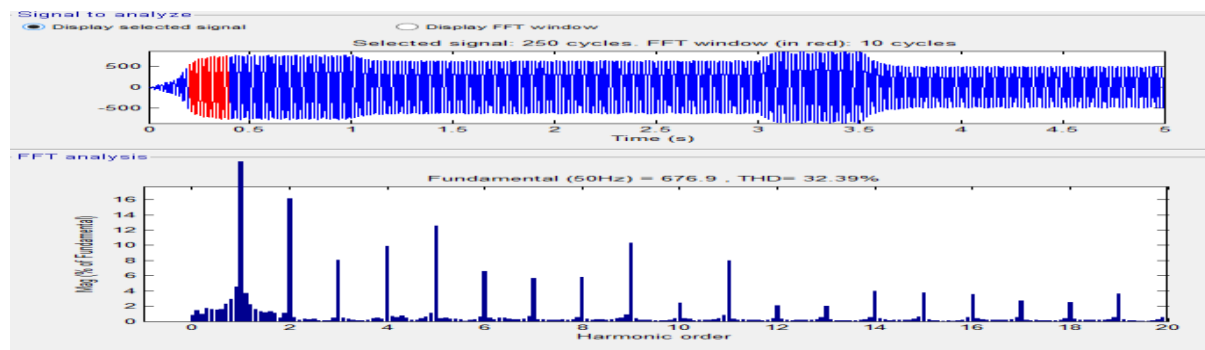 Signal to analyze
Display selected signal Display FFT window
Selected signal: 250 cycles. FFT window (in red): 10 cycles
500
0
-500
0 0.5 1 1.5 2 2.5 3 3.5 4 4.5 5
Time (s)
FFT analysis
Fundamental (50Hz) = 676.9 , THD= 32.39%
16
14
12
10
8
6
4
2
0
Mag (% of Fundamental)
0 2 4 6 8 10 12 14 16 18 20
Harmonic order